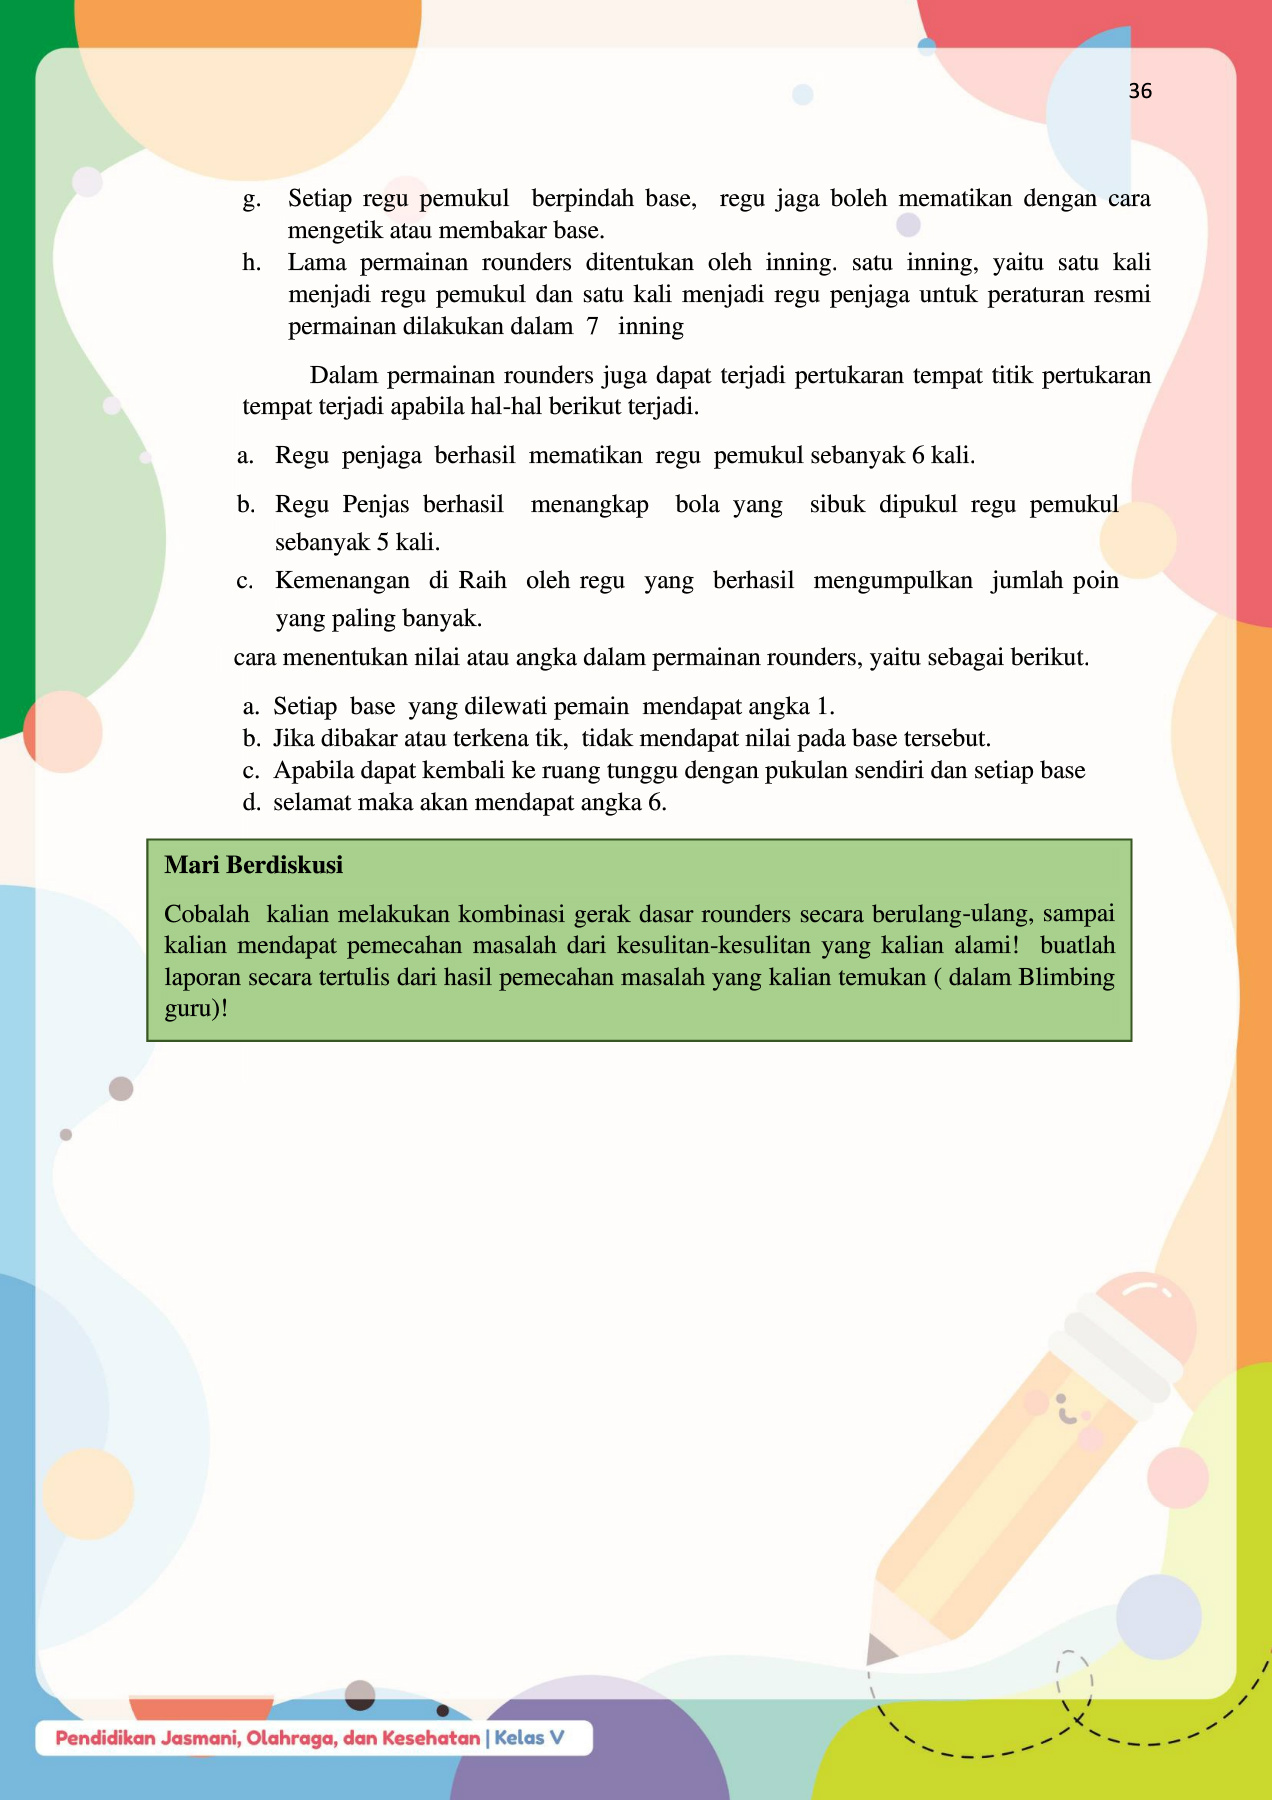 36
g. Setiap regu pemukul berpindah base, regu jaga boleh mematikan dengan cara
mengetik atau membakar base.
h. Lama permainan rounders ditentukan oleh inning. satu inning, yaitu satu kali
menjadi regu pemukul dan satu kali menjadi regu penjaga untuk peraturan resmi
permainan dilakukan dalam 7 inning
Dalam permainan rounders juga dapat terjadi pertukaran tempat titik pertukaran
tempat terjadi apabila hal-hal berikut terjadi.
a. Regu penjaga berhasil mematikan regu pemukul sebanyak 6 kali.
b. Regu Penjas berhasil menangkap bola yang sibuk dipukul regu pemukul
sebanyak 5 kali.
c. Kemenangan di Raih oleh regu yang berhasil mengumpulkan jumlah poin
yang paling banyak.
cara menentukan nilai atau angka dalam permainan rounders, yaitu sebagai berikut.
a. Setiap base yang dilewati pemain mendapat angka 1.
b. Jika dibakar atau terkena tik, tidak mendapat nilai pada base tersebut.
c. Apabila dapat kembali ke ruang tunggu dengan pukulan sendiri dan setiap base
d. selamat maka akan mendapat angka 6.
Mari Berdiskusi
Cobalah kalian melakukan kombinasi gerak dasar rounders secara berulang-ulang, sampai
kalian mendapat pemecahan masalah dari kesulitan-kesulitan yang kalian alami! buatlah
laporan secara tertulis dari hasil pemecahan masalah yang kalian temukan ( dalam Blimbing
guru)!
Pendidikan Jasmani, Olahraga, dan Kesehatan | Kelas V